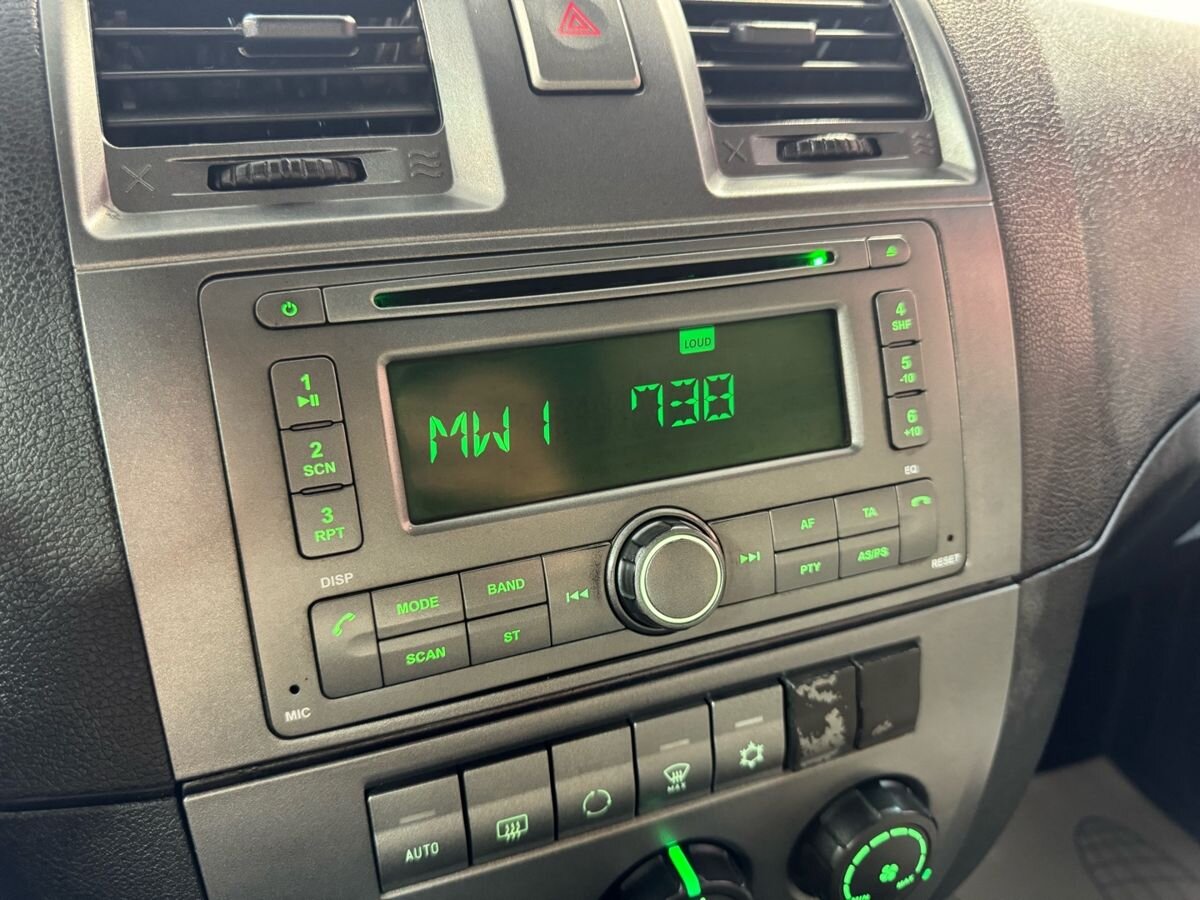 LOUD
MW 1 738
1
2
SCN
3
RPT
4
SHF
5
-10
6
+10
EQ
DISP
MODE
BAND
AF
TA
SCAN
ST
PTY
AS/PS
RESET
MIC
AUTO
MAX
MAX